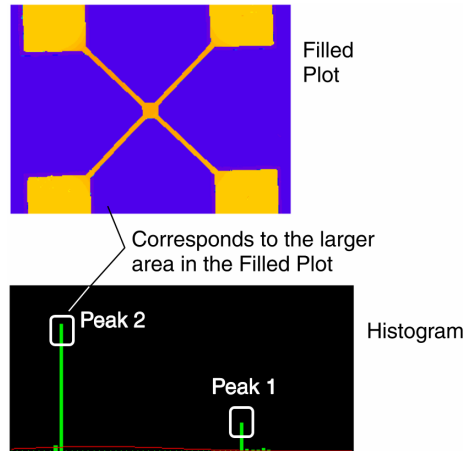 Filled
Plot
Corresponds to the larger
area in the Filled Plot
Peak 2
Histogram
Peak 1